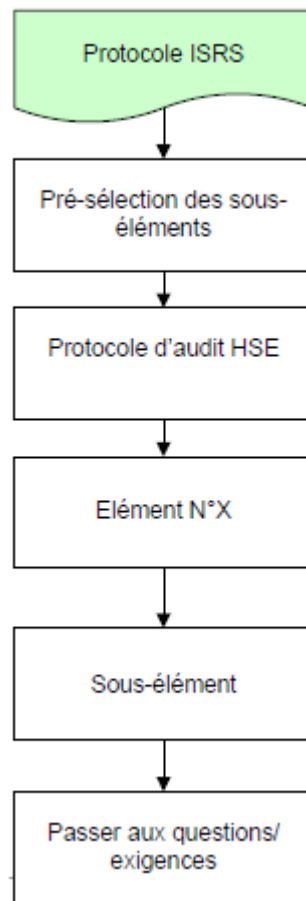 Protocole ISRS
Pré-sélection des sous-
éléments
Protocole d'audit HSE
Elément N°X
Sous-élément
Passer aux questions/
exigences